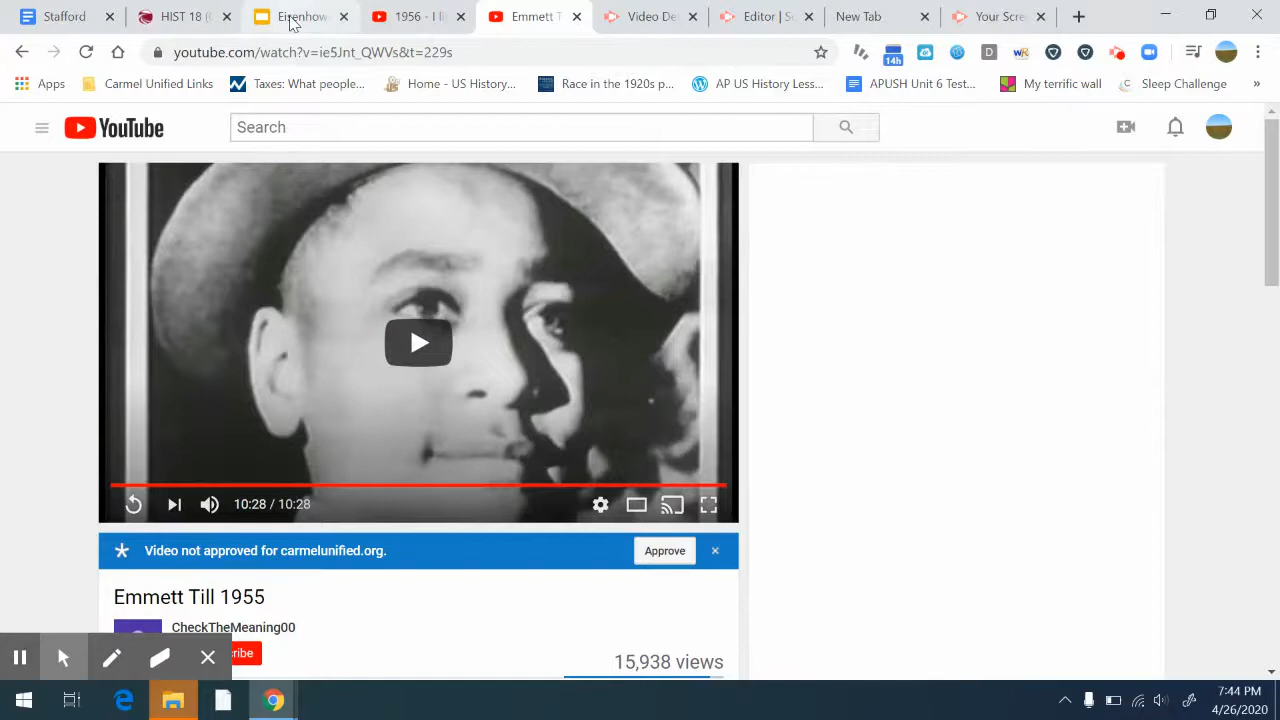 Stafford
HIST 18 (
Eisenhow
1956 - I li
Emmett T
Video De
Editor | Sc
New Tab
Your Scre
youtube.com/watch?v=ie5Jnt_QWVs&t=229s
14h
D
WR
Apps
Carmel Unified Links
Taxes: What people...
Home - US History...
Race in the 1920s p...
AP US History Less...
APUSH Unit 6 Test...
My terrific wall
Sleep Challenge
»
YouTube
Search
10:28 / 10:28
Video not approved for carmelunified.org.
Approve
Emmett Till 1955
CheckTheMeaning00
ribe
15,938 views
7:44 PM
4/26/2020